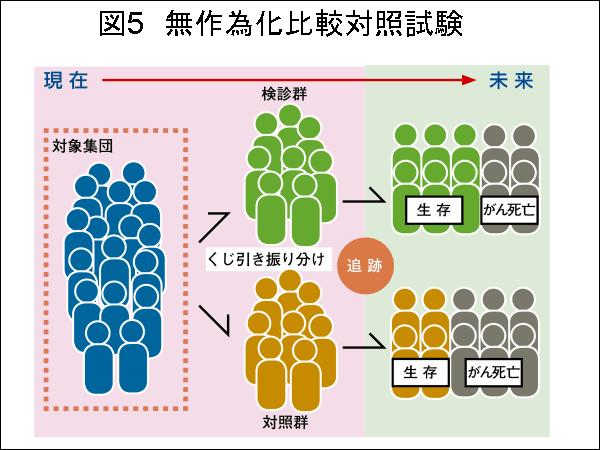 図5 無作為化比較対照試験
現在
未来
検診群
対象集団
生存
がん死亡
くじ引き振り分け
追跡
生存
がん死亡
対照群